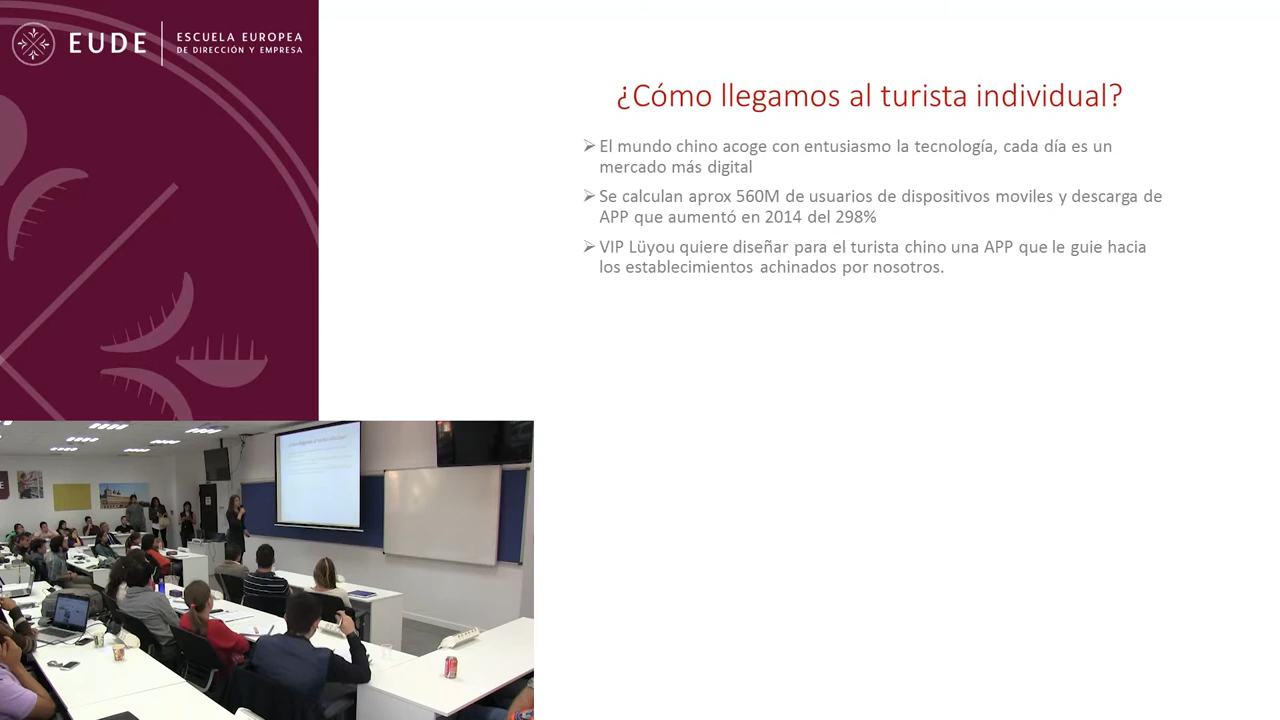 EUDE
ESCUELA EUROPEA
DE DIRECCIÓN Y EMPRESA
¿Cómo llegamos al turista individual?
El mundo chino acoge con entusiasmo la tecnología, cada día es un
mercado más digital
Se calculan aprox 560M de usuarios de dispositivos moviles y descarga de
APP que aumentó en 2014 del 298%
VIP Lüyou quiere diseñar para el turista chino una APP que le guie hacia
los establecimientos achinados por nosotros.